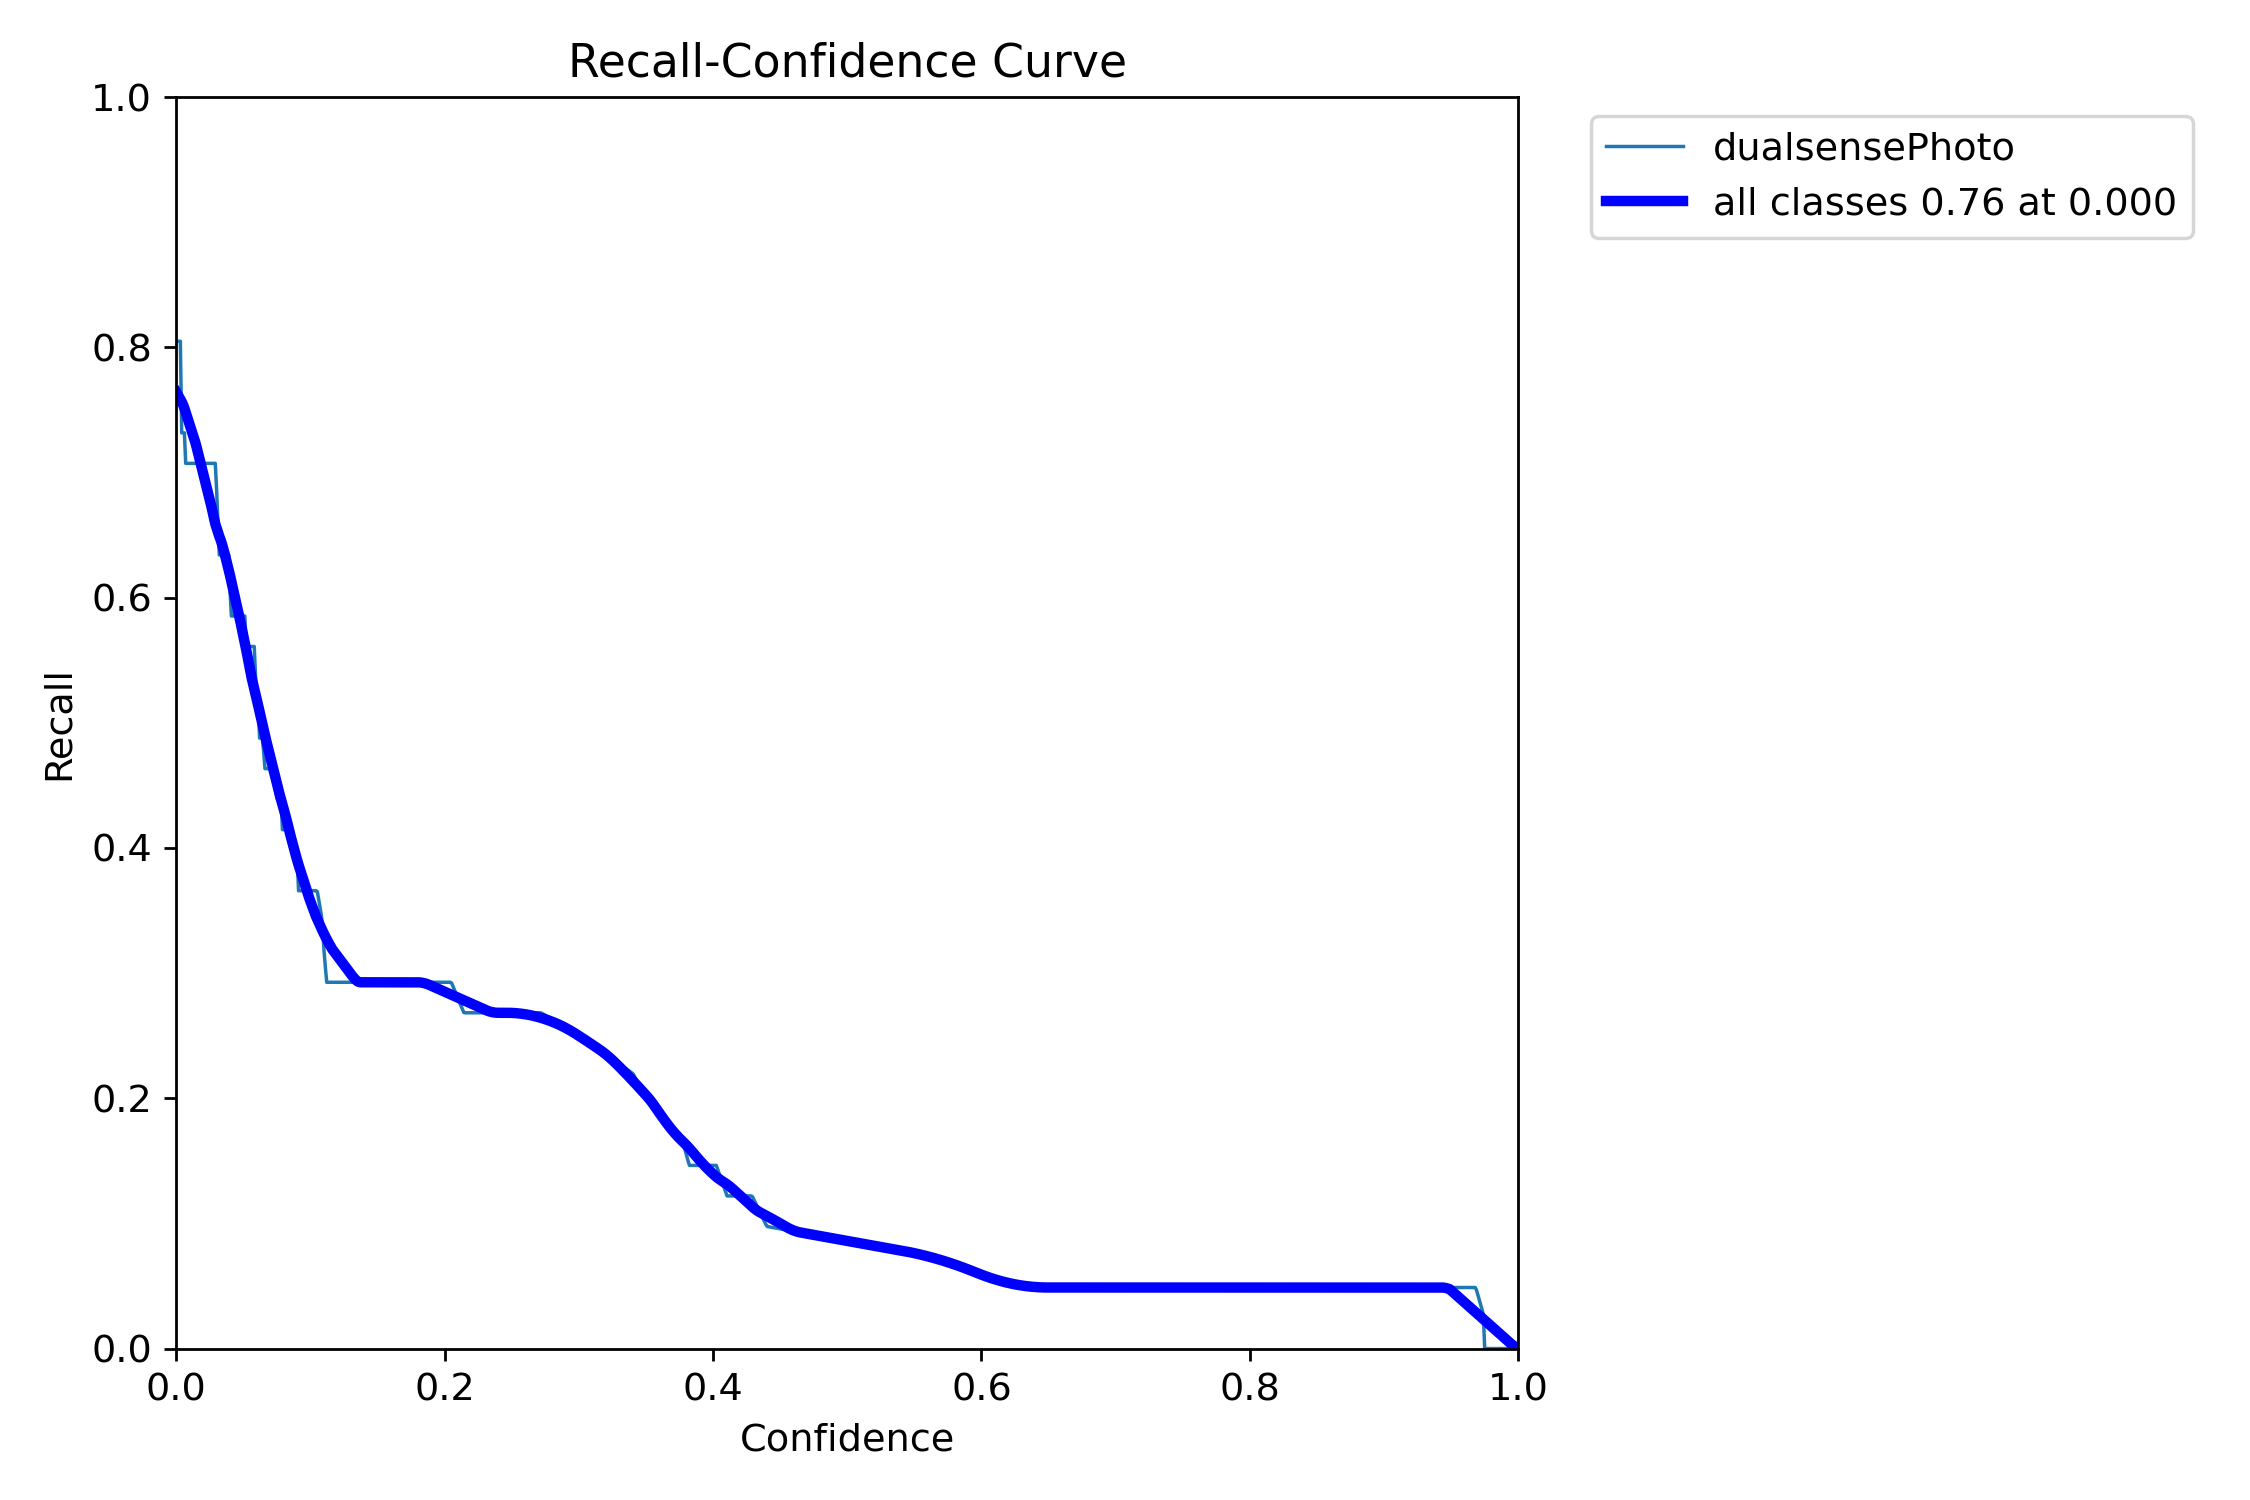 Recall-Confidence Curve
1.0
0.8
0.6
0.4
0.2
0.0
Recall
0.0 0.2 0.4 0.6 0.8 1.0
Confidence
dualsensePhoto
all classes 0.76 at 0.000